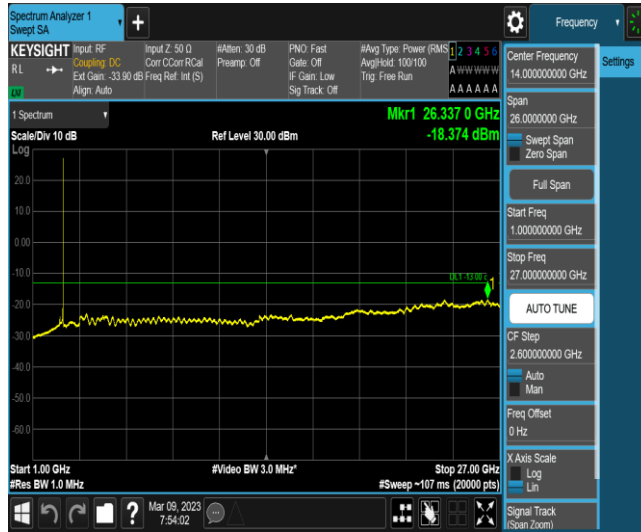 Spectrum Analyzer 1
Swept SA
+
Frequency
KEYSIGHT
RL
Input: RF
Coupling: DC
Ext Gain: -33.90 dB
Align: Auto
Input Z: 50 Ω
Corr CCorr RCal
Freq Ref: Int (S)
#Atten: 30 dB
Preamp: Off
PNO: Fast
Gate: Off
IF Gain: Low
Sig Track: Off
#Avg Type: Power (RMS
Avg|Hold: 100/100
Trig: Free Run
1 2 3 4 5 6
A W W W W W
A A A A A A
1 Spectrum
Scale/Div 10 dB
Ref Level 30.00 dBm
Mkr1 26.337 0 GHz
-18.374 dBm
Log
20.0
10.0
0.00
-10.0
-20.0
-30.0
-40.0
-50.0
-60.0
DL1 -13.00
1
Start 1.00 GHz
#Res BW 1.0 MHz
#Video BW 3.0 MHz*
Stop 27.00 GHz
#Sweep ~107 ms (20000 pts)
?
Mar 09, 2023
7:54:02
Center Frequency
14.000000000 GHz
Settings
Span
26.0000000 GHz
Swept Span
Zero Span
Full Span
Start Freq
1.000000000 GHz
Stop Freq
27.000000000 GHz
AUTO TUNE
CF Step
2.600000000 GHz
Auto
Man
Freq Offset
0 Hz
X Axis Scale
Log
Lin
Signal Track
(Span Zoom)